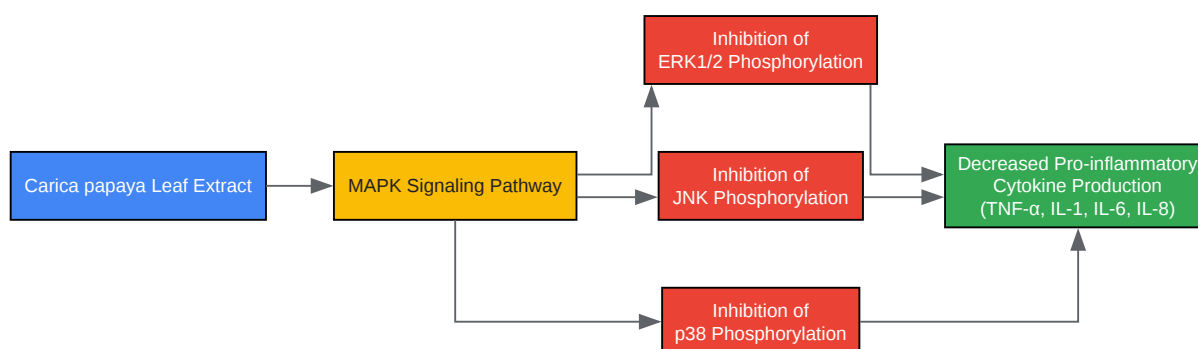 Inhibition of
ERK1/2 Phosphorylation
Carica papaya Leaf Extract
MAPK Signaling Pathway
Inhibition of
JNK Phosphorylation
Decreased Pro-inflammatory
Cytokine Production
(TNF-α, IL-1, IL-6, IL-8)
Inhibition of
p38 Phosphorylation